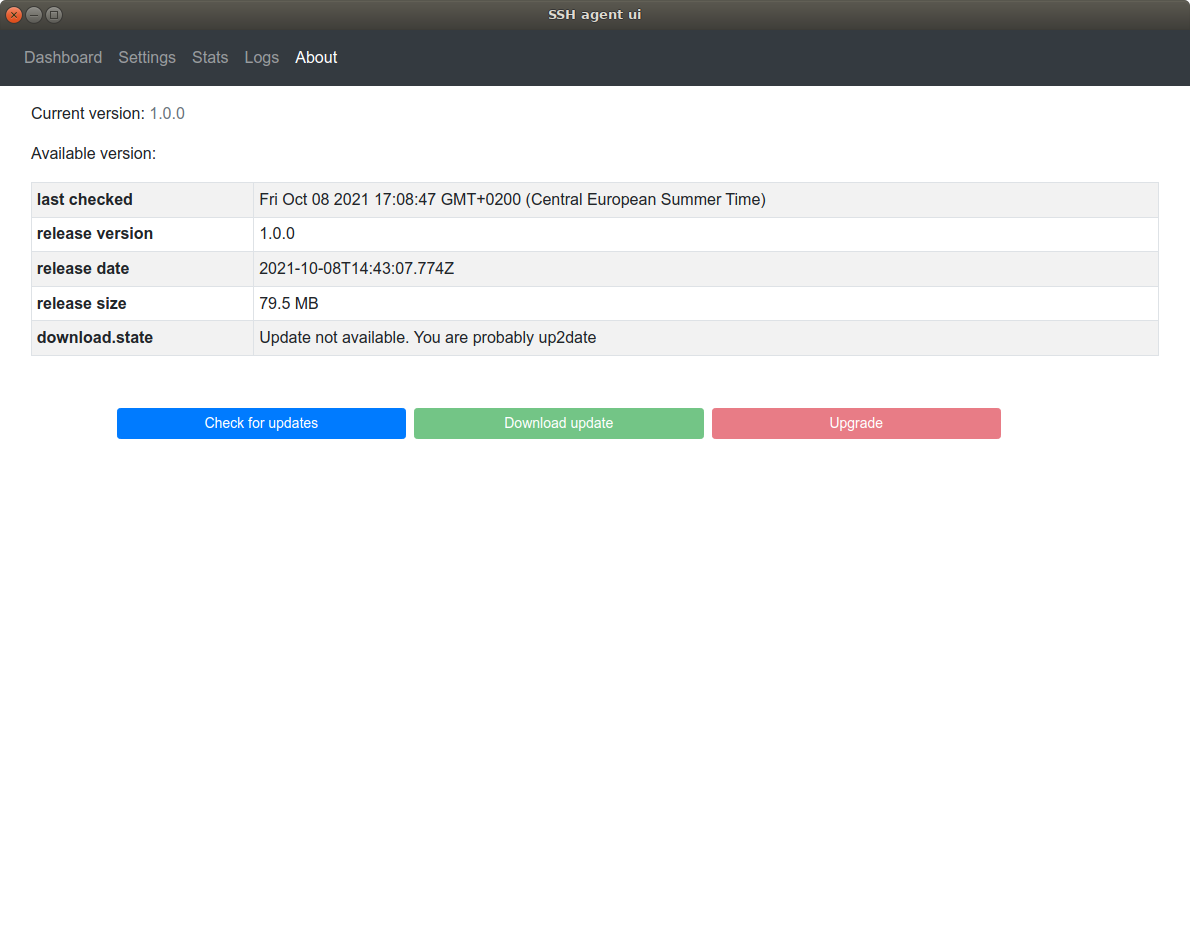 SSH agent ui
Dashboard Settings Stats Logs About
Current version: 1.0.0
Available version:
last checked Fri Oct 08 2021 17:08:47 GMT+0200 (Central European Summer Time)
release version 1.0.0
release date 2021-10-08T14:43:07.774Z
release size 79.5 MB
download.state Update not available. You are probably up2date
Check for updates Download update Upgrade